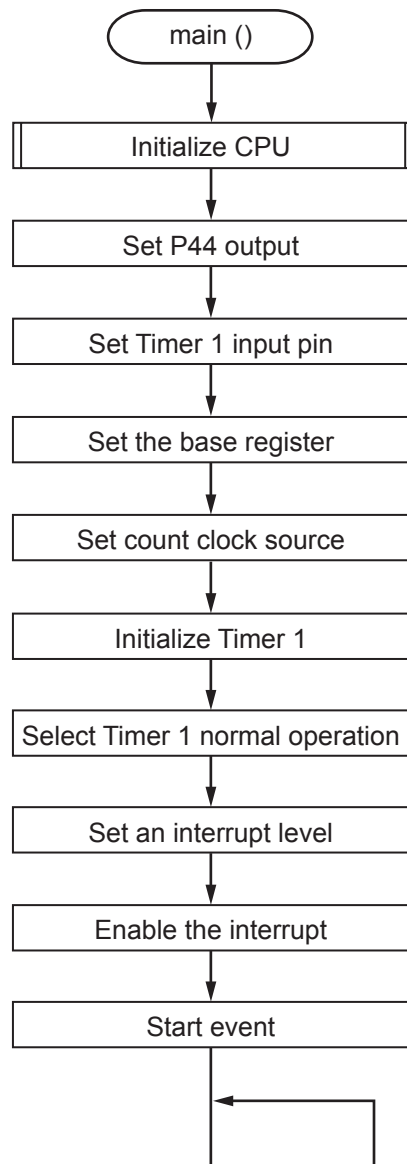 main ()
Initialize CPU
Set P44 output
Set Timer 1 input pin
Set the base register
Set count clock source
Initialize Timer 1
Select Timer 1 normal operation
Set an interrupt level
Enable the interrupt
Start event